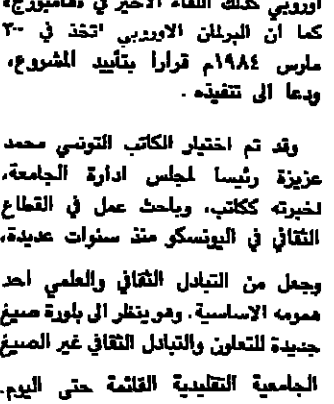 اوروبي كذلك اللقاء الاخير في
كما ان البرلمان الاوروبي اتخذ في ٣٠
مارس ١٩٨٤م قرارا بتأييد المشروع،
ودعا الى تنفيذه .
وقد تم اختيار الكاتب التونسي محمد
عزيزة رئيسا لمجلس ادارة الجامعة،
لخبرته ككاتب، وباحث عمل في القطاع
الثقافي في اليونسكو منذ سنوات عديدة،
وجعل من التبادل الثقافي والعلمي احد
همومه الاساسية . وهو ينظر الى بلورة صيغ
جديدة للتعاون والتبادل الثقافي غير الصيغ
الجامعية التقليدية القائمة حتى اليوم.